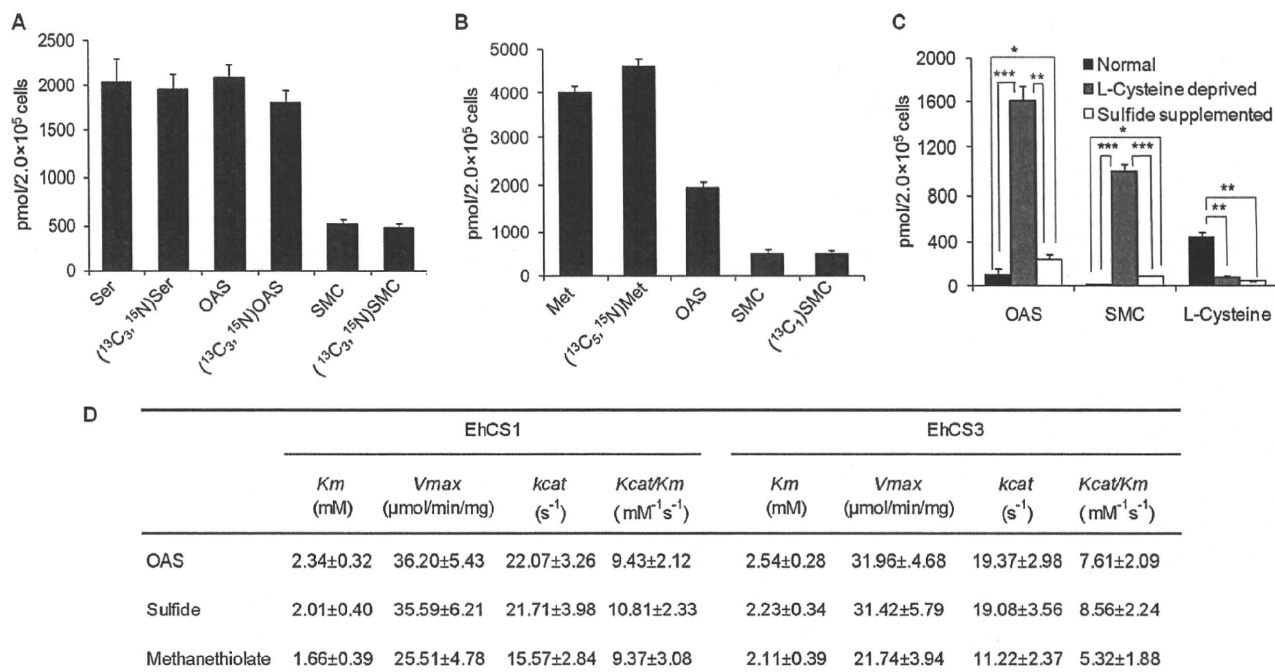 A
pmol/2.0×10⁵ cells
2500
2000
1500
1000
500
0
Ser
(¹³C₃, ¹⁵N)Ser
OAS
(¹³C₃, ¹⁵N)OAS
SMC
(¹³C₃, ¹⁵N)SMC
B
pmol/2.0×10⁵ cells
5000
4000
2000
1000
0
Met
(¹³C₅, ¹⁵N)Met
OAS
SMC
(¹³C₁)SMC
C
pmol/2.0×10⁵ cells
2000
1600
1200
800
400
0
Normal
L-Cysteine deprived
Sulfide supplemented
*
*** **
*
*** ***
**
**
OAS SMC L-Cysteine
D
EhCS1 EhCS3
Km Vmax kcat Kcat/Km Km Vmax kcat Kcat/Km
(mM) (μmol/min/mg) (s⁻¹) (mM⁻¹s⁻¹) (mM) (μmol/min/mg) (s⁻¹) (mM⁻¹s⁻¹)
OAS 2.34±0.32 36.20±5.43 22.07±3.26 9.43±2.12 2.54±0.28 31.96±.4.68 19.37±2.98 7.61±2.09
Sulfide 2.01±0.40 35.59±6.21 21.71±3.98 10.81±2.33 2.23±0.34 31.42±5.79 19.08±3.56 8.56±2.24
Methanethiolate 1.66±0.39 25.51±4.78 15.57±2.84 9.37±3.08 2.11±0.39 21.74±3.94 11.22±2.37 5.32±1.88